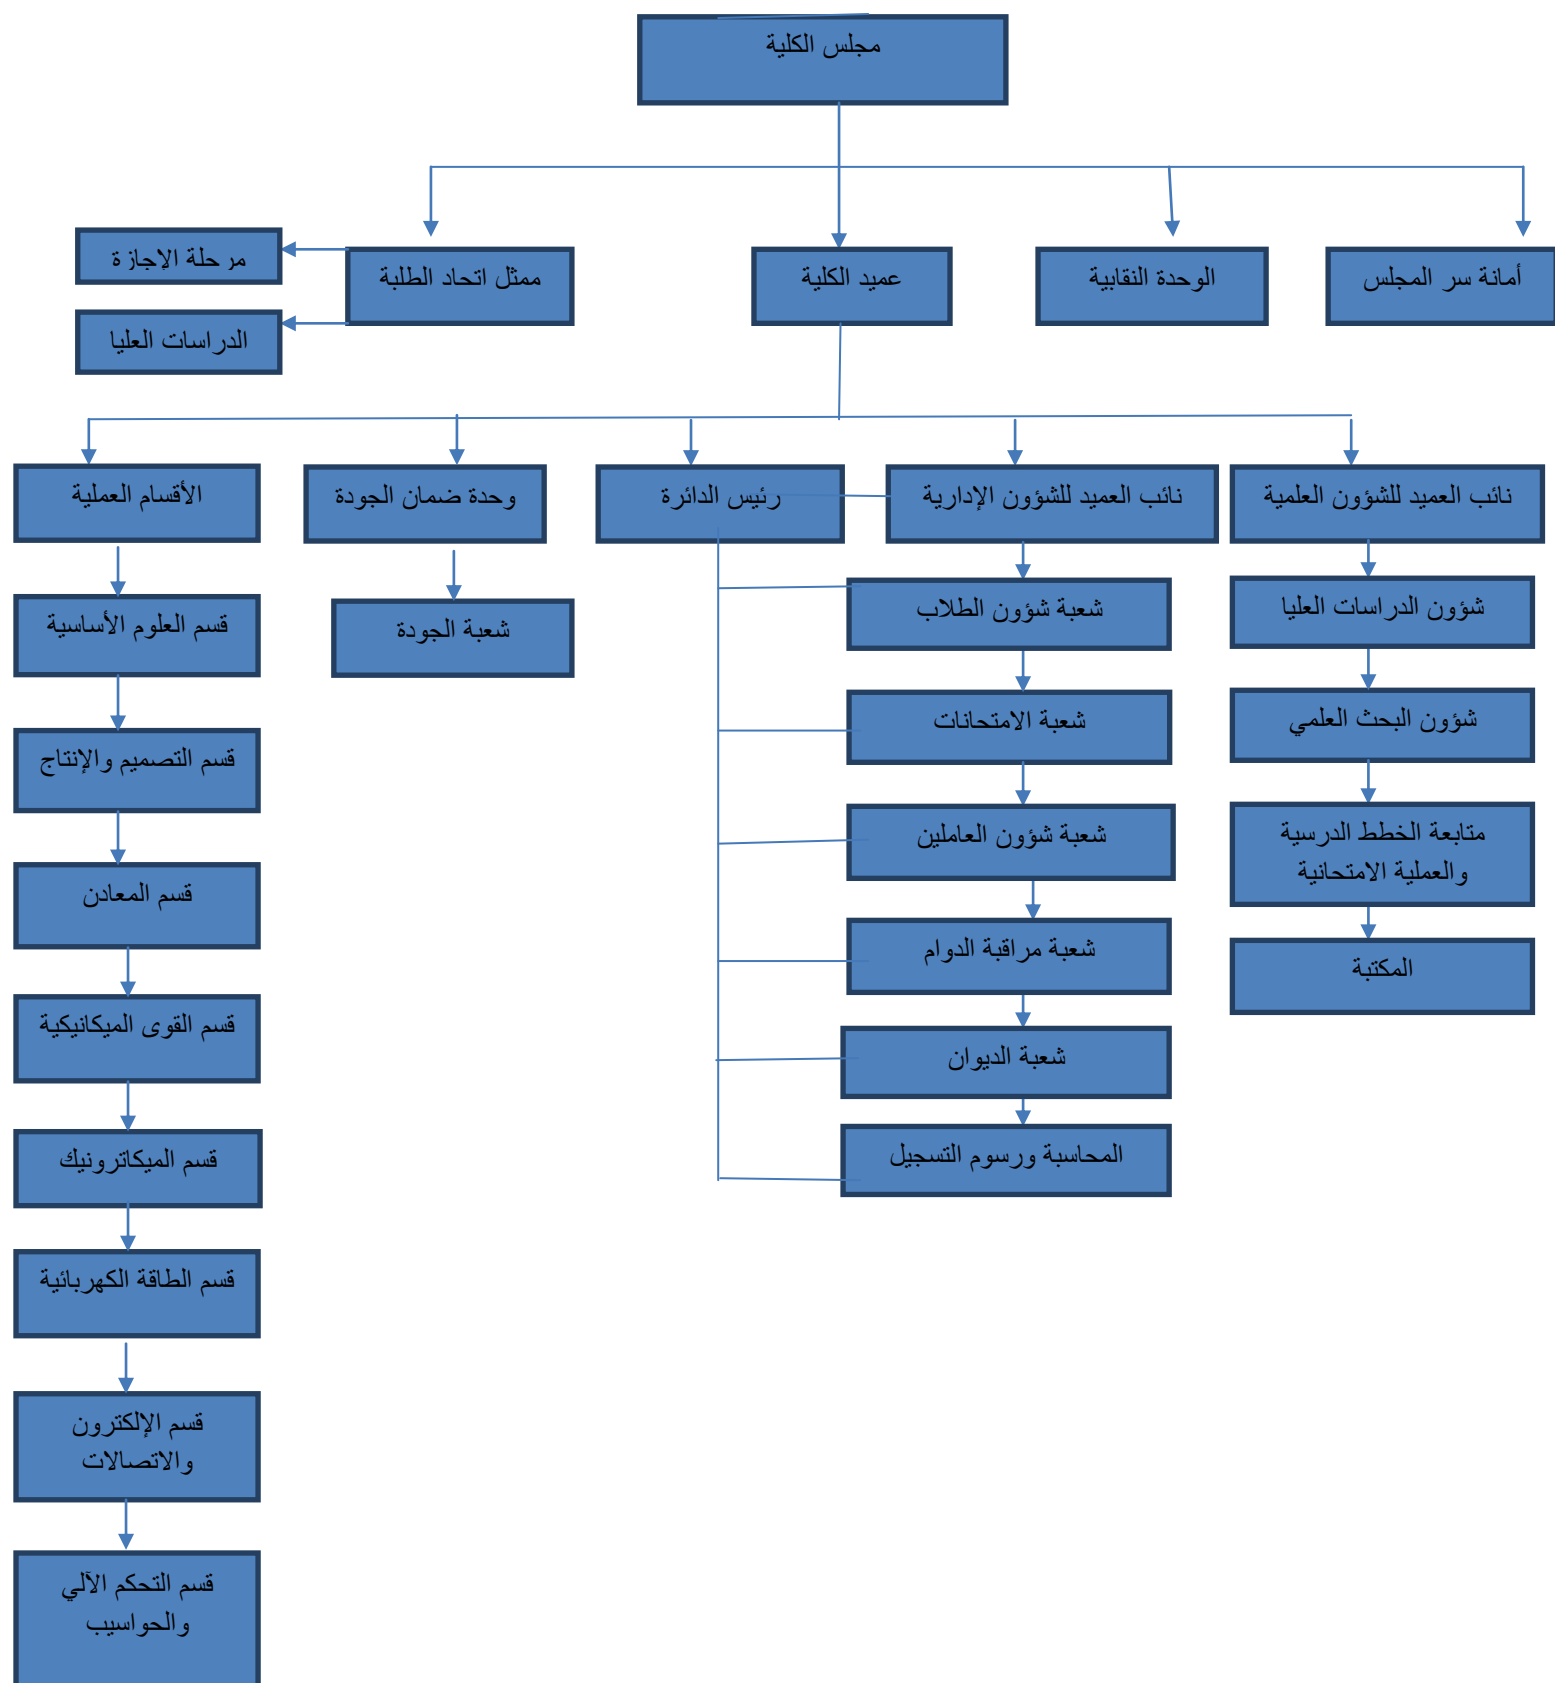 مجلس الكلية
أمانة سر المجلس
الوحدة النقابية
عميد الكلية
ممثل اتحاد الطلبة
مرحلة الإجازة
الدراسات العليا
نائب العميد للشؤون العلمية
نائب العميد للشؤون الإدارية
رئيس الدائرة
وحدة ضمان الجودة
الأقسام العملية
شؤون الدراسات العليا
شؤون البحث العلمي
متابعة الخطط الدرسية
والعملية الامتحانية
المكتبة
شعبة شؤون الطلاب
شعبة الامتحانات
شعبة شؤون العاملين
شعبة مراقبة الدوام
شعبة الديوان
المحاسبة ورسوم التسجيل
شعبة الجودة
قسم العلوم الأساسية
قسم التصميم والإنتاج
قسم المعادن
قسم القوى الميكانيكية
قسم الميكاترونيك
قسم الطاقة الكهربائية
قسم الإلكترون
والاتصالات
قسم التحكم الآلي
والحواسيب